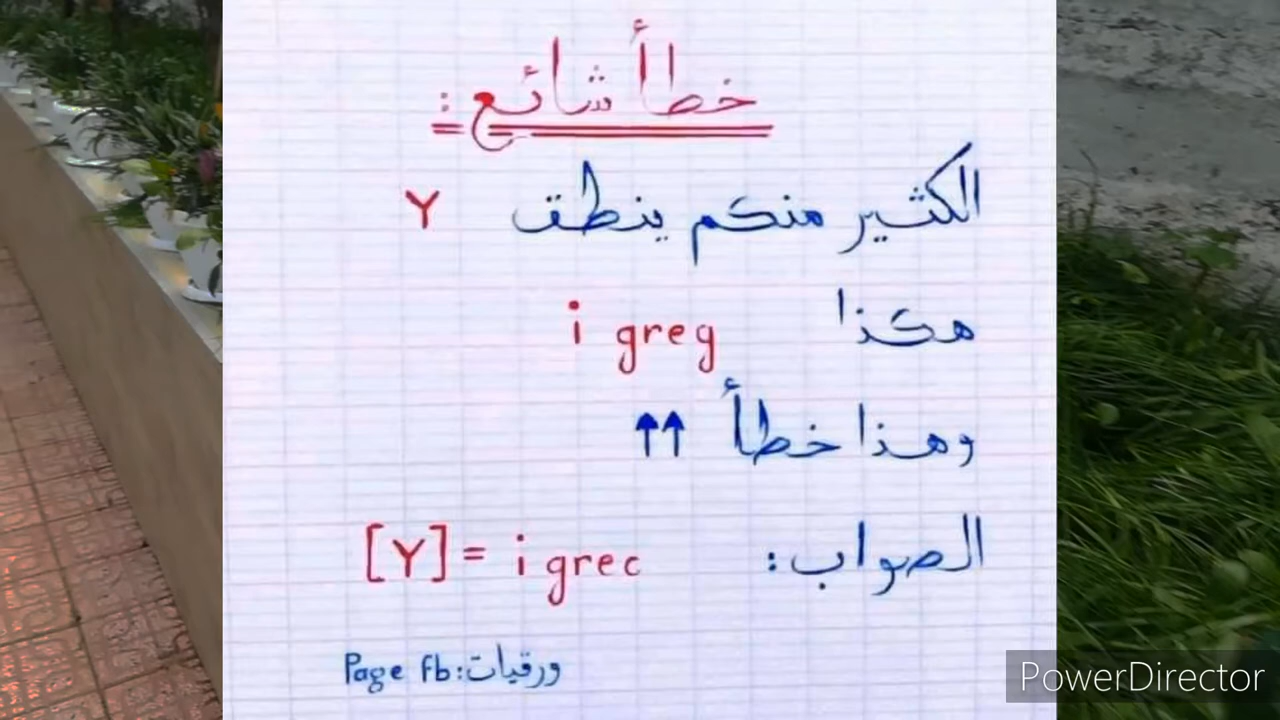 خطأ شائع :
الكثير منكم ينطق Y
هكذا i greg
وهذا خطأ ↑↑
الصواب: [Y] = i grec
Page fb: ورقيات
PowerDirector